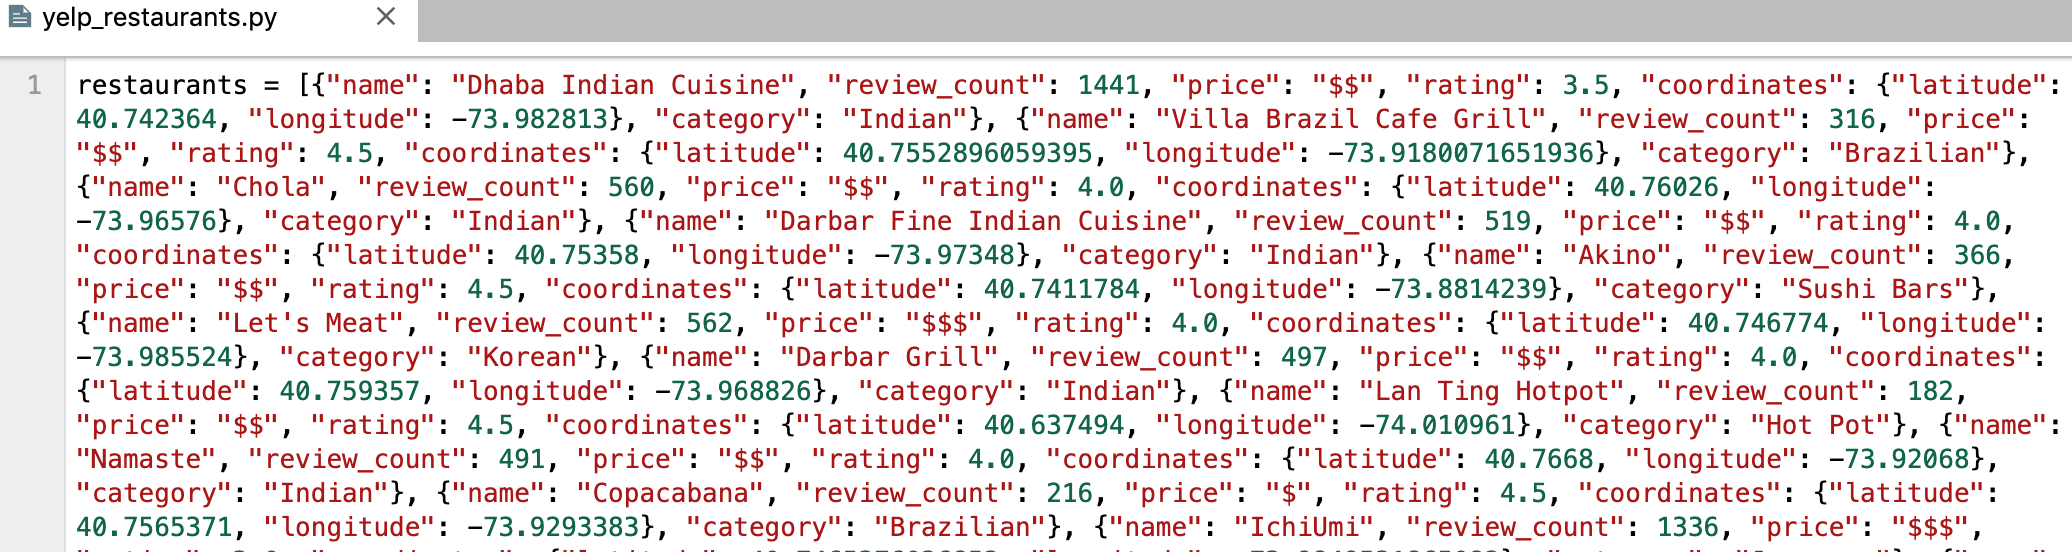 yelp_restaurants.py
1
restaurants = [{"name": "Dhaba Indian Cuisine", "review_count": 1441, "price": "$$", "rating": 3.5, "coordinates": {"latitude":
40.742364, "longitude": -73.982813}, "category": "Indian"}, {"name": "Villa Brazil Cafe Grill", "review_count": 316, "price":
"$$", "rating": 4.5, "coordinates": {"latitude": 40.7552896059395, "longitude": -73.9180071651936}, "category": "Brazilian"},
{"name": "Chola", "review_count": 560, "price": "$$", "rating": 4.0, "coordinates": {"latitude": 40.76026, "longitude":
-73.96576}, "category": "Indian"}, {"name": "Darbar Fine Indian Cuisine", "review_count": 519, "price": "$$", "rating": 4.0,
"coordinates": {"latitude": 40.75358, "longitude": -73.97348}, "category": "Indian"}, {"name": "Akino", "review_count": 366,
"price": "$$", "rating": 4.5, "coordinates": {"latitude": 40.7411784, "longitude": -73.8814239}, "category": "Sushi Bars"},
{"name": "Let's Meat", "review_count": 562, "price": "$$$", "rating": 4.0, "coordinates": {"latitude": 40.746774, "longitude":
-73.985524}, "category": "Korean"}, {"name": "Darbar Grill", "review_count": 497, "price": "$$", "rating": 4.0, "coordinates":
{"latitude": 40.759357, "longitude": -73.968826}, "category": "Indian"}, {"name": "Lan Ting Hotpot", "review_count": 182,
"price": "$$", "rating": 4.5, "coordinates": {"latitude": 40.637494, "longitude": -74.010961}, "category": "Hot Pot"}, {"name":
"Namaste", "review_count": 491, "price": "$$", "rating": 4.0, "coordinates": {"latitude": 40.7668, "longitude": -73.92068},
"category": "Indian"}, {"name": "Copacabana", "review_count": 216, "price": "$", "rating": 4.5, "coordinates": {"latitude":
40.7565371, "longitude": -73.9293383}, "category": "Brazilian"}, {"name": "IchiUmi", "review_count": 1336, "price": "$$$",